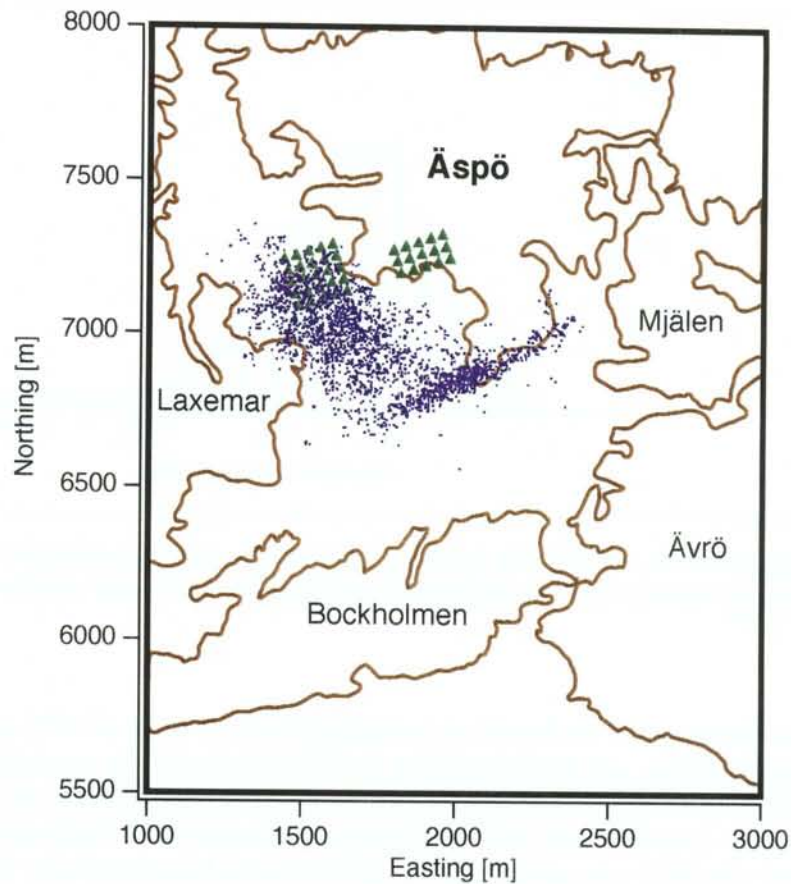 8000
7500
7000
6500
6000
5500
Northing [m]
Äspö
Mjälen
Laxemar
Ävrö
Bockholmen
1000
1500
2000
2500
3000
Easting [m]